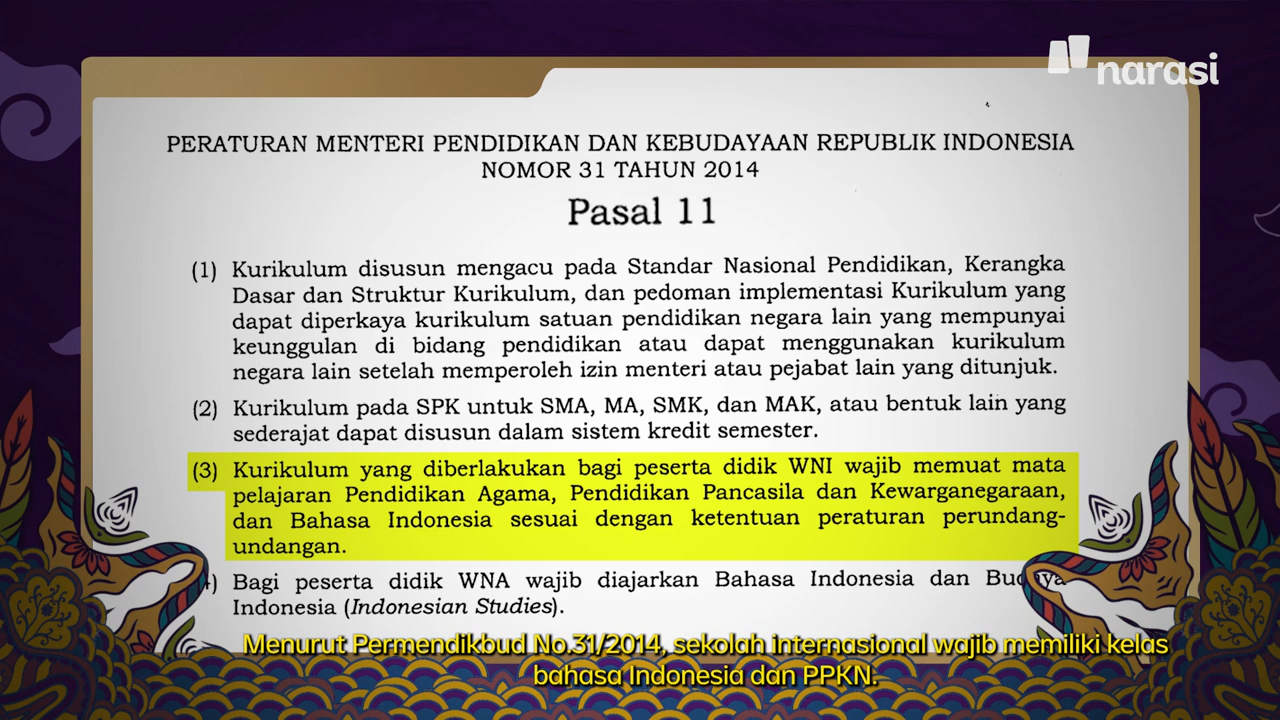 narasi
PERATURAN MENTERI PENDIDIKAN DAN KEBUDAYAAN REPUBLIK INDONESIA
NOMOR 31 TAHUN 2014
Pasal 11
(1) Kurikulum disusun mengacu pada Standar Nasional Pendidikan, Kerangka
Dasar dan Struktur Kurikulum, dan pedoman implementasi Kurikulum yang
dapat diperkaya kurikulum satuan pendidikan negara lain yang mempunyai
keunggulan di bidang pendidikan atau dapat menggunakan kurikulum
negara lain setelah memperoleh izin menteri atau pejabat lain yang ditunjuk.
(2) Kurikulum pada SPK untuk SMA, MA, SMK, dan MAK, atau bentuk lain yang
sederajat dapat disusun dalam sistem kredit semester.
(3) Kurikulum yang diberlakukan bagi peserta didik WNI wajib memuat mata
pelajaran Pendidikan Agama, Pendidikan Pancasila dan Kewarganegaraan,
dan Bahasa Indonesia sesuai dengan ketentuan peraturan perundang-
undangan.
Bagi peserta didik WNA wajib diajarkan Bahasa Indonesia dan Budaya
Indonesia (Indonesian Studies).
Menurut Permendikbud No.31/2014, sekolah internasional wajib memiliki kelas
bahasa Indonesia dan PPKN.